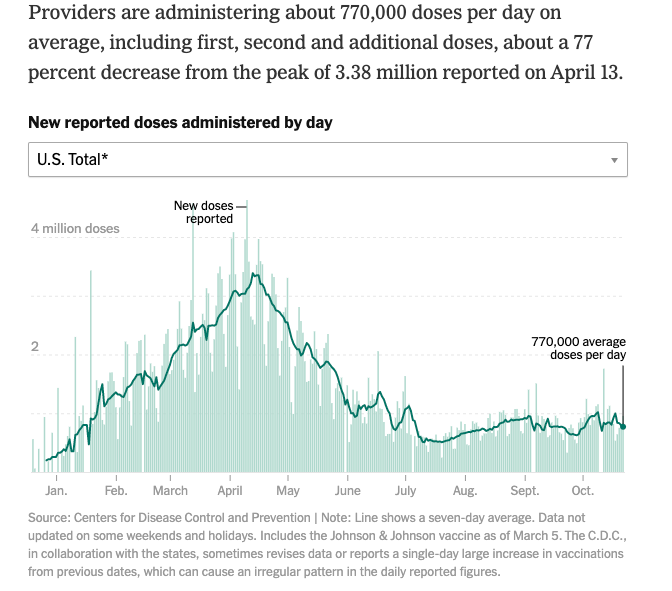 Providers are administering about 770,000 doses per day on
average, including first, second and additional doses, about a 77
percent decrease from the peak of 3.38 million reported on April 13.
New reported doses administered by day
U.S. Total*
New doses
reported
4 million doses
2
770,000 average
doses per day
Jan.
Feb.
March
April
May
June
July
Aug.
Sept.
Oct.
Source: Centers for Disease Control and Prevention | Note: Line shows a seven-day average. Data not
updated on some weekends and holidays. Includes the Johnson & Johnson vaccine as of March 5. The C.D.C.,
in collaboration with the states, sometimes revises data or reports a single-day large increase in vaccinations
from previous dates, which can cause an irregular pattern in the daily reported figures.